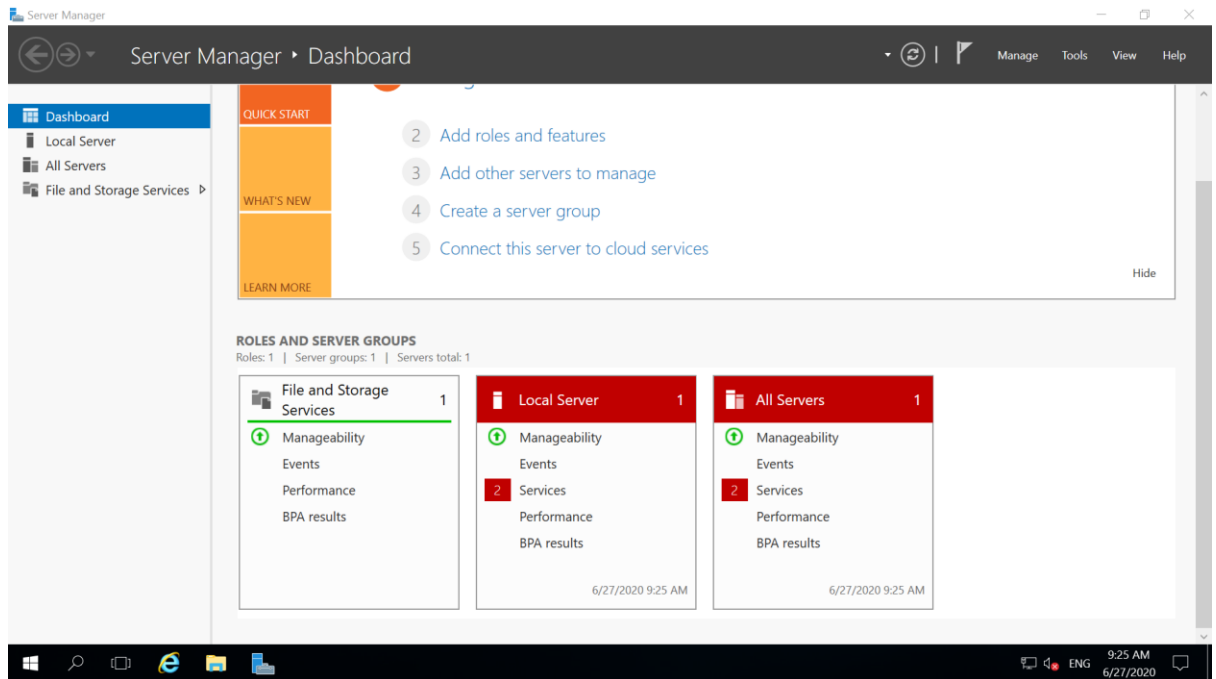 Server Manager
Server Manager ‣ Dashboard
Manage Tools View Help
Dashboard
Local Server
All Servers
File and Storage Services
QUICK START
WHAT'S NEW
LEARN MORE
2 Add roles and features
3 Add other servers to manage
4 Create a server group
5 Connect this server to cloud services
Hide
ROLES AND SERVER GROUPS
Roles: 1 | Server groups: 1 | Servers total: 1
File and Storage
Services
1
Manageability
Events
Performance
BPA results
Local Server 1
Manageability
Events
2 Services
Performance
BPA results
6/27/2020 9:25 AM
All Servers 1
Manageability
Events
2 Services
Performance
BPA results
6/27/2020 9:25 AM
ENG
9:25 AM
6/27/2020